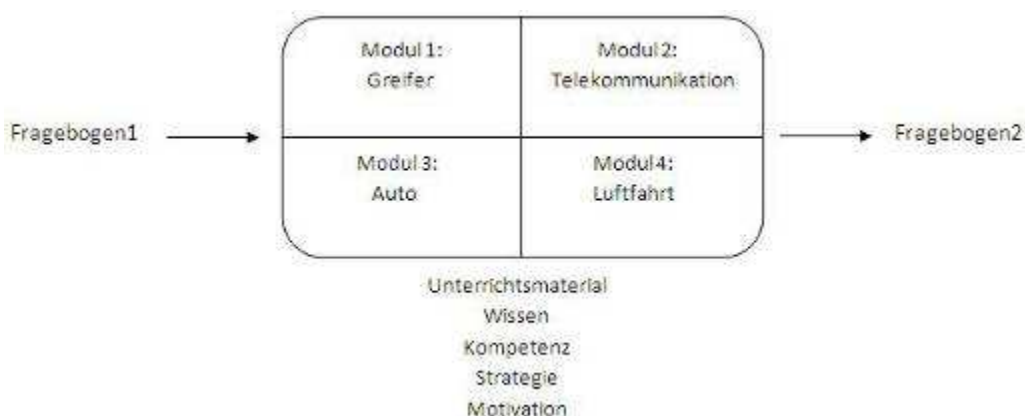 Modul 1:
Greifer
Modul 2:
Telekommunikation
Fragebogen1
Fragebogen2
Modul 3:
Auto
Modul 4:
Luftfahrt
Unterrichtsmaterial
Wissen
Kompetenz
Strategie
Motivation